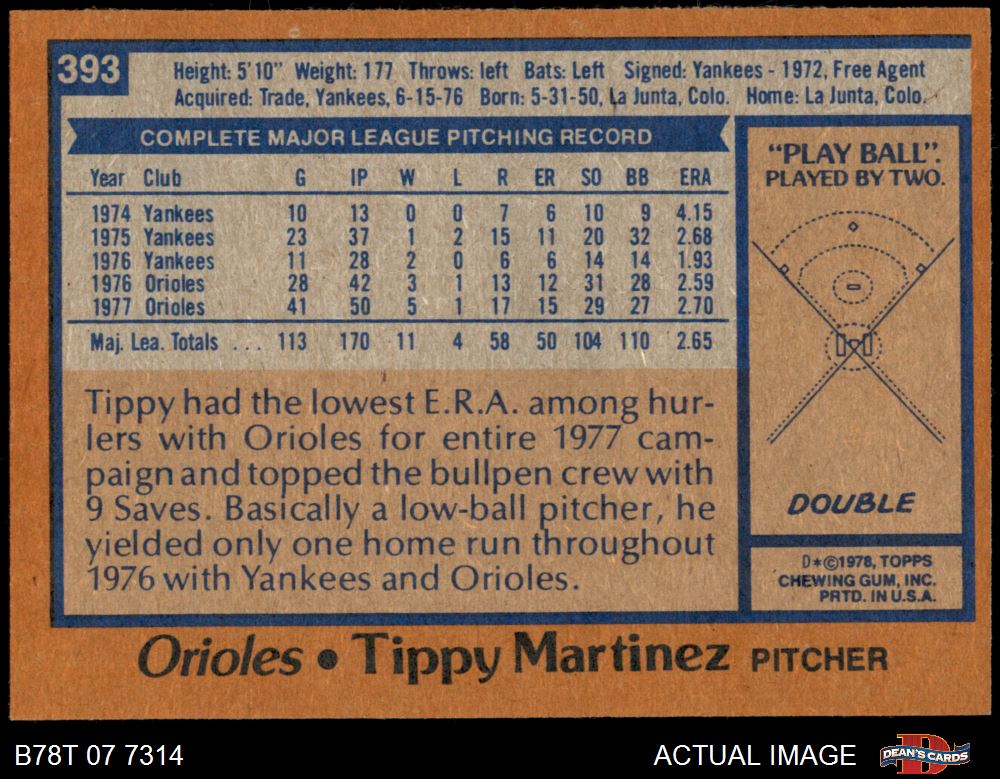 393
Height: 5'10" Weight: 177 Throws: left Bats: Left Signed: Yankees - 1972, Free Agent
Acquired: Trade, Yankees, 6-15-76 Born: 5-31-50, La Junta, Colo. Home: La Junta, Colo.
COMPLETE MAJOR LEAGUE PITCHING RECORD
Year Club G IP W L R ER SO BB ERA
1974 Yankees 10 13 0 0 7 6 10 9 4.15
1975 Yankees 23 37 1 2 15 11 20 32 2.68
1976 Yankees 11 28 2 0 6 6 14 14 1.93
1976 Orioles 28 42 3 1 13 12 31 28 2.59
1977 Orioles 41 50 5 1 17 15 29 27 2.70
Maj. Lea. Totals ... 113 170 11 4 58 50 104 110 2.65
Tippy had the lowest E.R.A. among hur-
lers with Orioles for entire 1977 cam-
paign and topped the bullpen crew with
9 Saves. Basically a low-ball pitcher, he
yielded only one home run throughout
1976 with Yankees and Orioles.
"PLAY BALL":
PLAYED BY TWO.
DOUBLE
D*©1978, TOPPS
CHEWING GUM, INC.
PRTD. IN U.S.A.
Orioles • Tippy Martinez PITCHER
B78T 07 7314
ACTUAL IMAGE
D
DEAN'S CARDS